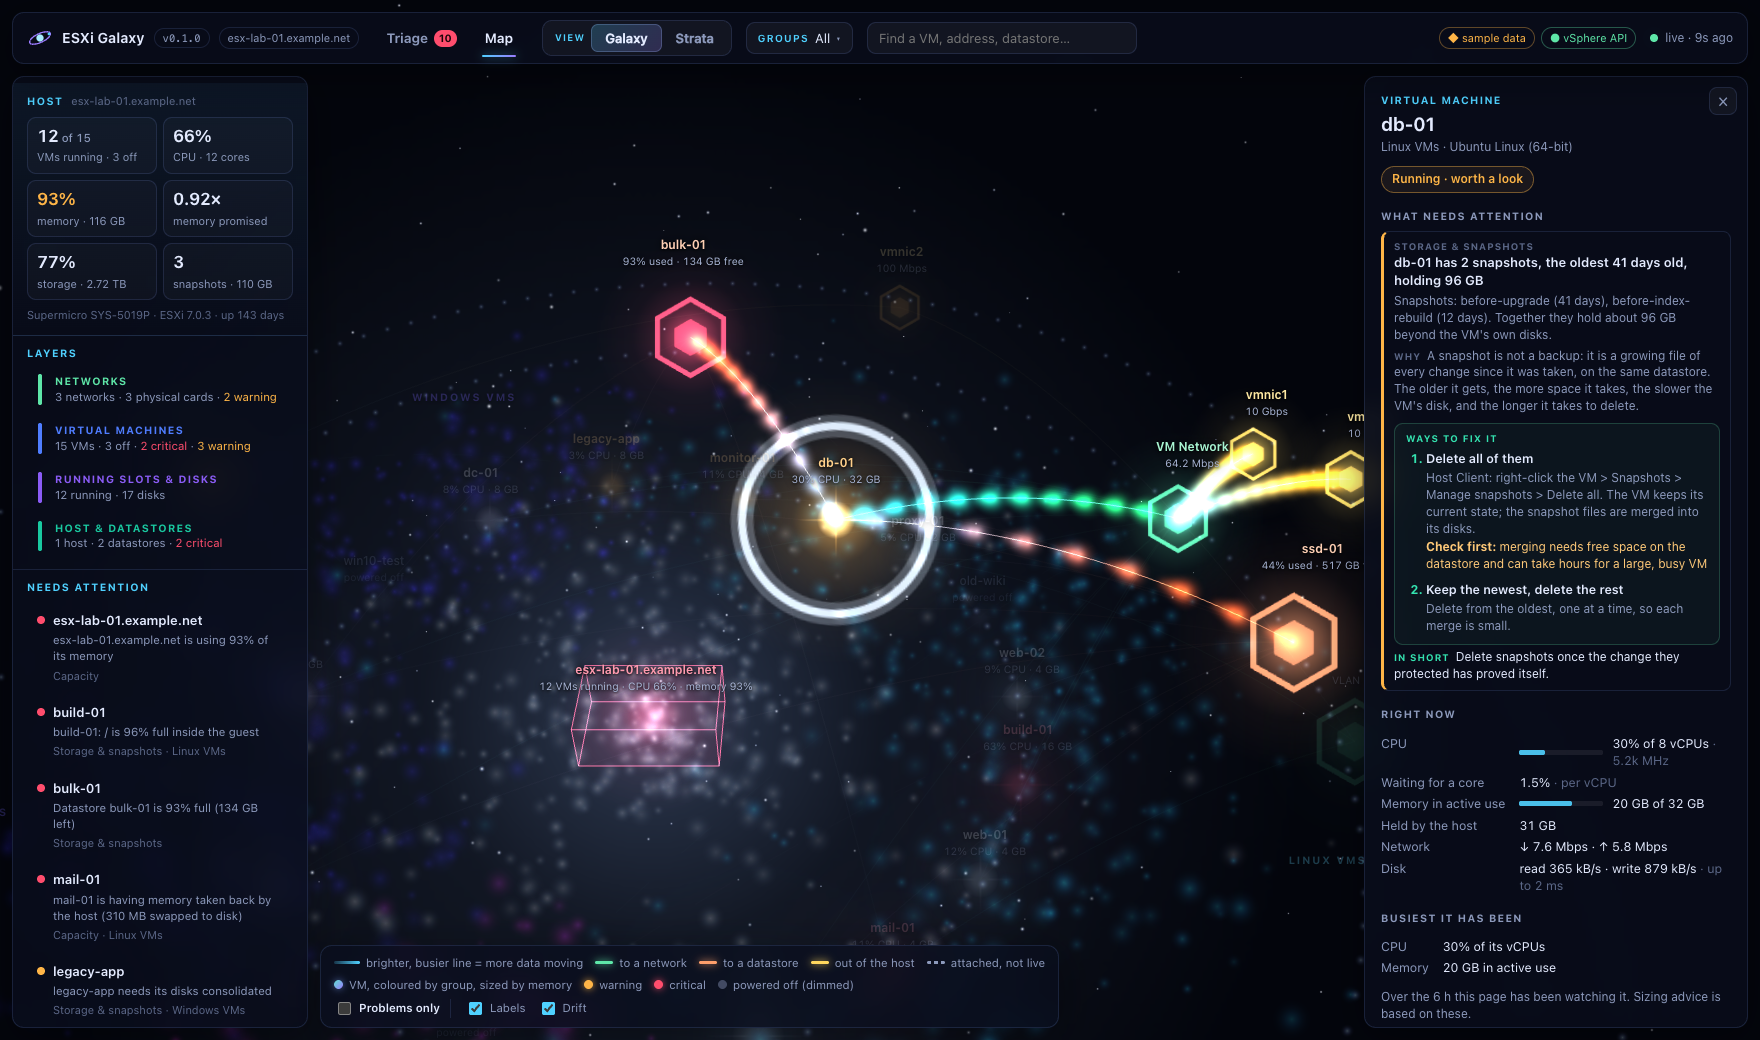 ESXi Galaxy
v0.1.0
esx-lab-01.example.net
Triage 10
Map
VIEW
Galaxy
Strata
GROUPS All
Find a VM, address, datastore...
sample data
vSphere API
live · 9s ago
HOST esx-lab-01.example.net
12 of 15
VMs running · 3 off
66%
CPU · 12 cores
93%
memory · 116 GB
0.92×
memory promised
77%
storage · 2.72 TB
3
snapshots · 110 GB
Supermicro SYS-5019P · ESXi 7.0.3 · up 143 days
LAYERS
NETWORKS
3 networks · 3 physical cards · 2 warning
VIRTUAL MACHINES
15 VMs · 3 off · 2 critical · 3 warning
RUNNING SLOTS & DISKS
12 running · 17 disks
HOST & DATASTORES
1 host · 2 datastores · 2 critical
NEEDS ATTENTION
esx-lab-01.example.net
esx-lab-01.example.net is using 93% of
its memory
Capacity
build-01
build-01: / is 96% full inside the guest
Storage & snapshots · Linux VMs
bulk-01
Datastore bulk-01 is 93% full (134 GB
left)
Storage & snapshots
mail-01
mail-01 is having memory taken back by
the host (310 MB swapped to disk)
Capacity · Linux VMs
legacy-app
legacy-app needs its disks consolidated
Storage & snapshots · Windows VMs
bulk-01
93% used · 134 GB free
vmnic2
100 Mbps
WINDOWS VMS
legacy-app
3% CPU · 8 GB
dc-01
8% CPU · 8 GB
db-01
30% CPU · 32 GB
vmnic1
10 Gbps
VM Network
64.2 Mbps
ssd-01
44% used · 517 GB
win10-test
powered off
old-wiki
powered off
web-02
9% CPU · 4 GB
esx-lab-01.example.net
12 VMs running · CPU 66% · memory 93%
VLAN
build-01
63% CPU · 16 GB
web-01
12% CPU · 4 GB
LINUX VMS
mail-01
brighter, busier line = more data moving
to a network
to a datastore
out of the host
attached, not live
VM, coloured by group, sized by memory
warning
critical
powered off (dimmed)
Problems only
Labels
Drift
VIRTUAL MACHINE
db-01
Linux VMs · Ubuntu Linux (64-bit)
Running · worth a look
WHAT NEEDS ATTENTION
STORAGE & SNAPSHOTS
db-01 has 2 snapshots, the oldest 41 days old,
holding 96 GB
Snapshots: before-upgrade (41 days), before-index-
rebuild (12 days). Together they hold about 96 GB
beyond the VM's own disks.
WHY A snapshot is not a backup: it is a growing file of
every change since it was taken, on the same datastore.
The older it gets, the more space it takes, the slower the
VM's disk, and the longer it takes to delete.
WAYS TO FIX IT
1. Delete all of them
Host Client: right-click the VM > Snapshots >
Manage snapshots > Delete all. The VM keeps its
current state; the snapshot files are merged into
its disks.
Check first: merging needs free space on the
datastore and can take hours for a large, busy VM
2. Keep the newest, delete the rest
Delete from the oldest, one at a time, so each
merge is small.
IN SHORT Delete snapshots once the change they
protected has proved itself.
RIGHT NOW
CPU 30% of 8 vCPUs ·
5.2k MHz
Waiting for a core 1.5% · per vCPU
Memory in active use 20 GB of 32 GB
Held by the host 31 GB
Network ↓ 7.6 Mbps · ↑ 5.8 Mbps
Disk read 365 kB/s · write 879 kB/s · up
to 2 ms
BUSIEST IT HAS BEEN
CPU 30% of its vCPUs
Memory 20 GB in active use
Over the 6 h this page has been watching it. Sizing advice is
based on these.